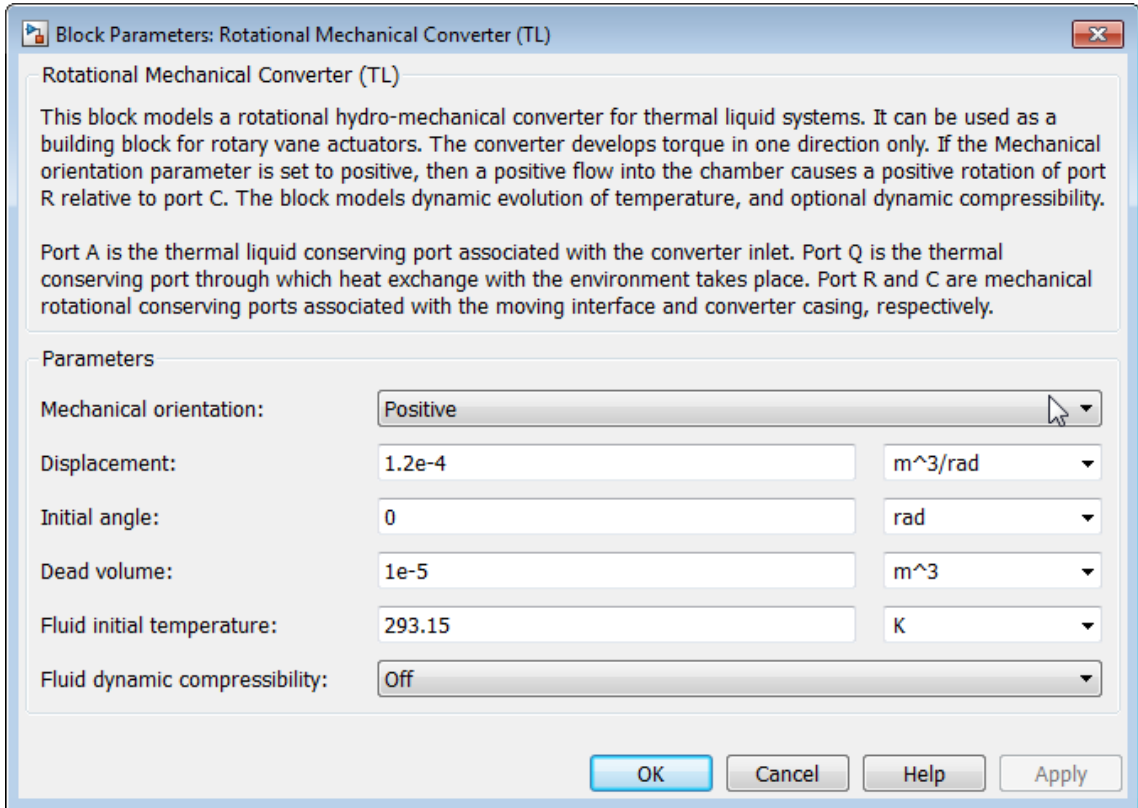 Block Parameters: Rotational Mechanical Converter (TL)
Rotational Mechanical Converter (TL)
This block models a rotational hydro-mechanical converter for thermal liquid systems. It can be used as a
building block for rotary vane actuators. The converter develops torque in one direction only. If the Mechanical
orientation parameter is set to positive, then a positive flow into the chamber causes a positive rotation of port
R relative to port C. The block models dynamic evolution of temperature, and optional dynamic compressibility.
Port A is the thermal liquid conserving port associated with the converter inlet. Port Q is the thermal
conserving port through which heat exchange with the environment takes place. Port R and C are mechanical
rotational conserving ports associated with the moving interface and converter casing, respectively.
Parameters
Mechanical orientation: Positive
Displacement: 1.2e-4 m^3/rad
Initial angle: 0 rad
Dead volume: 1e-5 m^3
Fluid initial temperature: 293.15 K
Fluid dynamic compressibility: Off
OK Cancel Help Apply